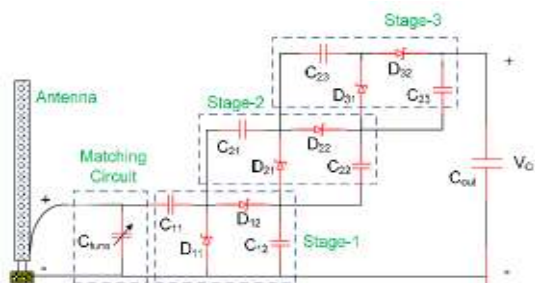 Stage-3
C23
D32
D31
C33
Antenna
Stage-2
C21
D22
D21
C22
Matching
Circuit
Cout
VO
+
-
+
-
Ctune
C11
D12
D11
C12
Stage-1